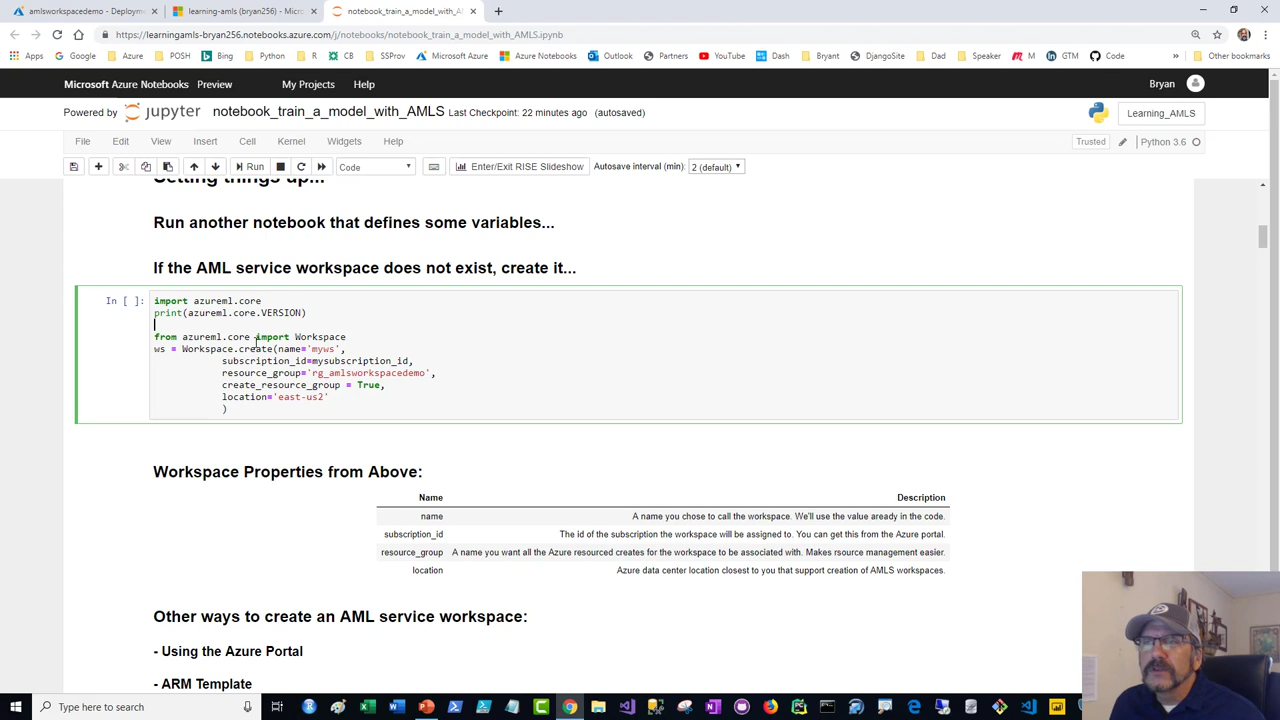 amlsworkspacedemo - Deployme
learning-amls (bryan256) - Micro
notebook_train_a_model_with_AM
https://learningamls-bryan256.notebooks.azure.com/j/notebooks/notebook_train_a_model_with_AMLS.ipynb
Apps Google Azure POSH Bing Python R CB SSProv Microsoft Azure Azure Notebooks Outlook Partners YouTube Dash Bryant DjangoSite Dad Speaker M GTM Code » Other bookmarks
Microsoft Azure Notebooks Preview My Projects Help Bryan
Powered by jupyter notebook_train_a_model_with_AMLS Last Checkpoint: 22 minutes ago (autosaved) Learning_AMLS
File Edit View Insert Cell Kernel Widgets Help Trusted Python 3.6
Run Code Enter/Exit RISE Slideshow Autosave interval (min): 2 (default)
Setting things up...
Run another notebook that defines some variables...
If the AML service workspace does not exist, create it...
In [ ]:
import azureml.core
print(azureml.core.VERSION)
from azureml.core import Workspace
ws = Workspace.create(name='myws',
subscription_id=mysubscription_id,
resource_group='rg_amlsworkspacedemo',
create_resource_group = True,
location='east-us2'
)
Workspace Properties from Above:
Name Description
name A name you chose to call the workspace. We'll use the value aready in the code.
subscription_id The id of the subscription the workspace will be assigned to. You can get this from the Azure portal.
resource_group A name you want all the Azure resourced creates for the workspace to be associated with. Makes rsource management easier.
location Azure data center location closest to you that support creation of AMLS workspaces.
Other ways to create an AML service workspace:
- Using the Azure Portal
- ARM Template
Type here to search